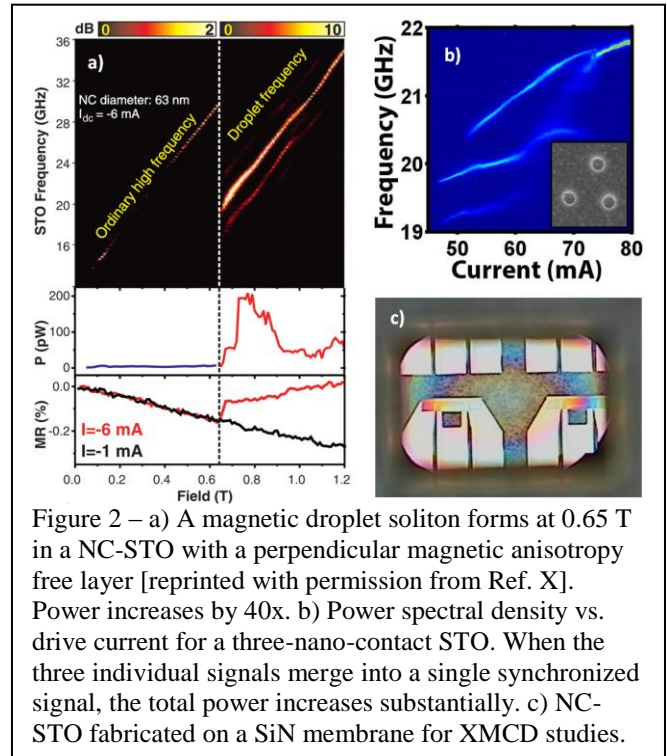 dB 0 2 0 10
36
32
28
24
20
16
STO Frequency (GHz)
a)
NC diameter: 63 nm
I_dc = -6 mA
Ordinary high frequency
Droplet frequency
200
100
0
P (pW)
0.0
-0.2
MR (%)
I=-6 mA
I=-1 mA
0.0 0.2 0.4 0.6 0.8 1.0 1.2
Field (T)
b)
22
21
20
19
Frequency (GHz)
50 60 70 80
Current (mA)
c)
Figure 2 – a) A magnetic droplet soliton forms at 0.65 T
in a NC-STO with a perpendicular magnetic anisotropy
free layer [reprinted with permission from Ref. X].
Power increases by 40x. b) Power spectral density vs.
drive current for a three-nano-contact STO. When the
three individual signals merge into a single synchronized
signal, the total power increases substantially. c) NC-
STO fabricated on a SiN membrane for XMCD studies.